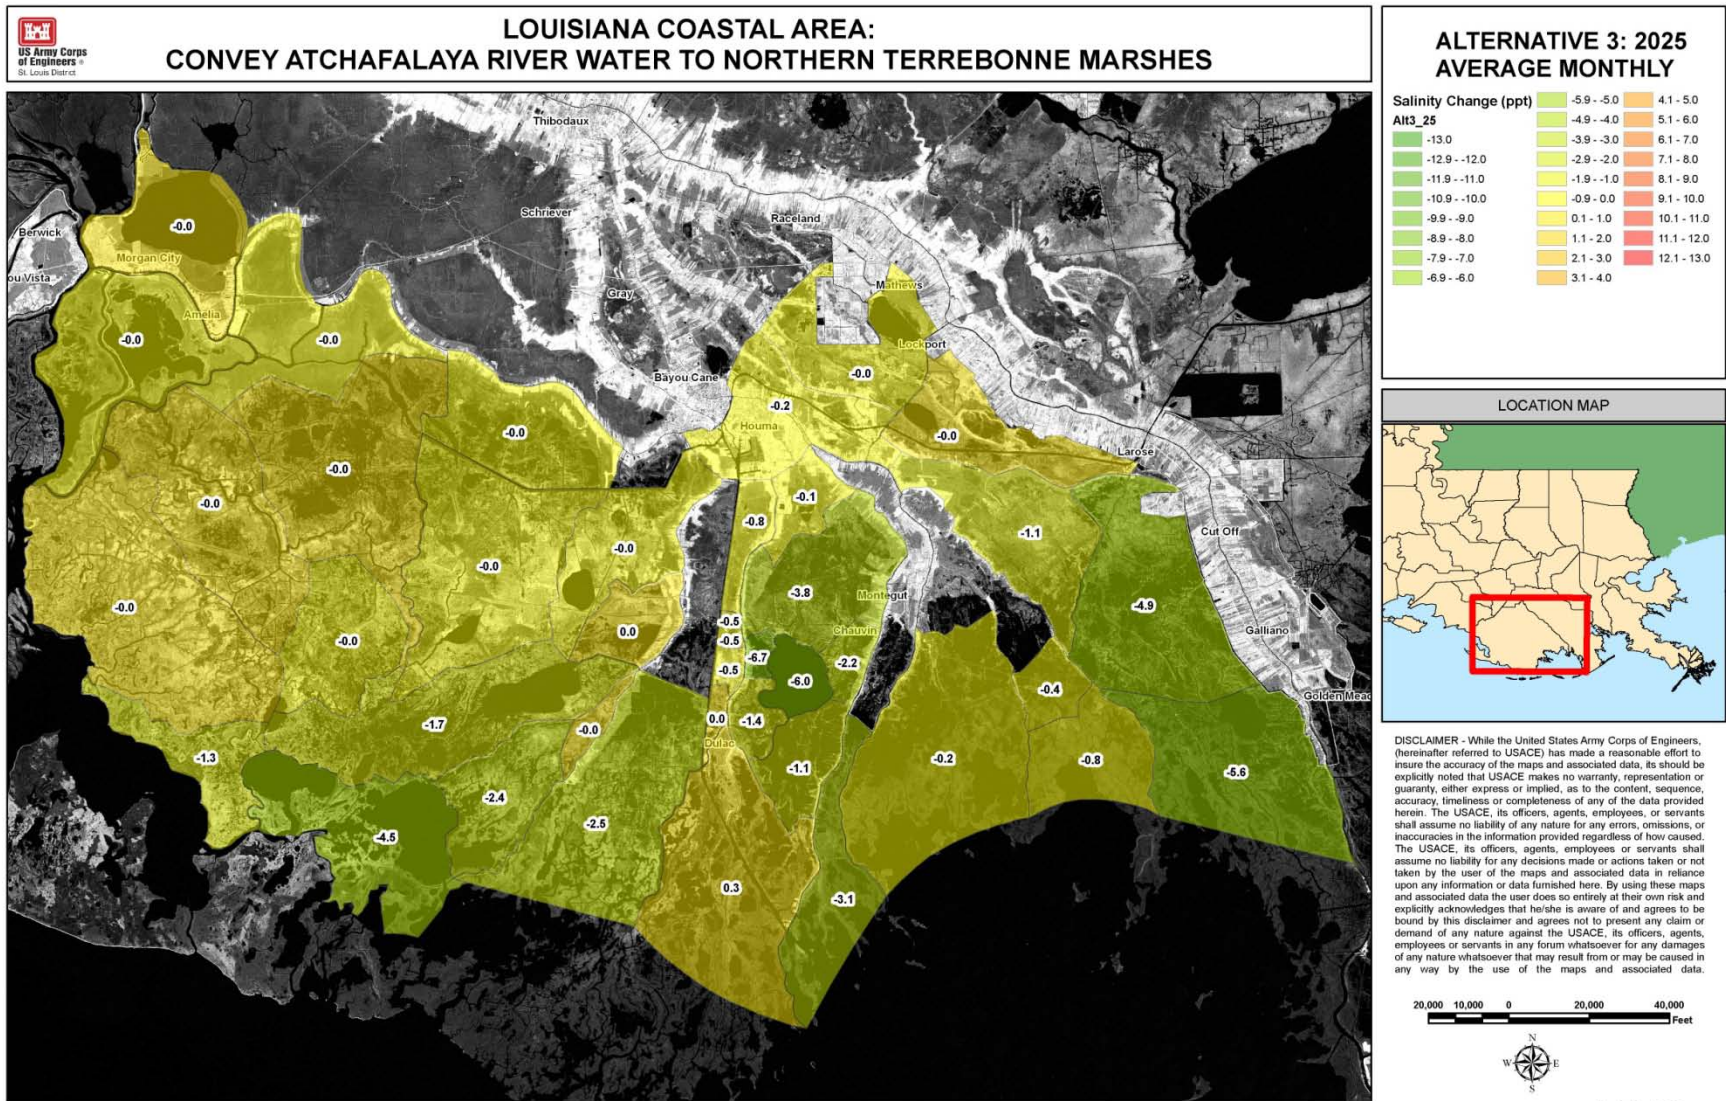 US Army Corps
of Engineers ®
St. Louis District
LOUISIANA COASTAL AREA:
CONVEY ATCHAFALAYA RIVER WATER TO NORTHERN TERREBONNE MARSHES
ALTERNATIVE 3: 2025
AVERAGE MONTHLY
Salinity Change (ppt)
Alt3_25
-13.0
-12.9 - -12.0
-11.9 - -11.0
-10.9 - -10.0
-9.9 - -9.0
-8.9 - -8.0
-7.9 - -7.0
-6.9 - -6.0
-5.9 - -5.0
-4.9 - -4.0
-3.9 - -3.0
-2.9 - -2.0
-1.9 - -1.0
-0.9 - 0.0
0.1 - 1.0
1.1 - 2.0
2.1 - 3.0
3.1 - 4.0
4.1 - 5.0
5.1 - 6.0
6.1 - 7.0
7.1 - 8.0
8.1 - 9.0
9.1 - 10.0
10.1 - 11.0
11.1 - 12.0
12.1 - 13.0
Thibodaux
Schriever
Raceland
-0.0
Berwick
Morgan City
ou Vista
Gray
Mathews
Amelia
-0.0
-0.0
Lockport
Bayou Cane
-0.0
-0.2
Houma
-0.0
-0.0
Larose
-0.0
-0.0
-0.1
-0.8
-1.1
Cut Off
-0.0
-0.0
-3.8
Montegut
-4.9
-0.0
-0.5
Chauvin
Galliano
0.0
-0.0
-0.5
-6.7
-2.2
-0.5
-6.0
-0.4
Golden Mead
-1.7
0.0
-1.4
-0.0
Dulac
-1.3
-1.1
-0.2
-0.8
-5.6
-2.4
-2.5
-4.5
0.3
-3.1
LOCATION MAP
DISCLAIMER - While the United States Army Corps of Engineers,
(hereinafter referred to USACE) has made a reasonable effort to
insure the accuracy of the maps and associated data, its should be
explicitly noted that USACE makes no warranty, representation or
guaranty, either express or implied, as to the content, sequence,
accuracy, timeliness or completeness of any of the data provided
herein. The USACE, its officers, agents, employees, or servants
shall assume no liability of any nature for any errors, omissions, or
inaccuracies in the information provided regardless of how caused.
The USACE, its officers, agents, employees or servants shall
assume no liability for any decisions made or actions taken or not
taken by the user of the maps and associated data in reliance
upon any information or data furnished here. By using these maps
and associated data the user does so entirely at their own risk and
explicitly acknowledges that he/she is aware of and agrees to be
bound by this disclaimer and agrees not to present any claim or
demand of any nature against the USACE, its officers, agents,
employees or servants in any forum whatsoever for any damages
of any nature whatsoever that may result from or may be caused in
any way by the use of the maps and associated data.
20,000 10,000 0 20,000 40,000
Feet
N
W E
S